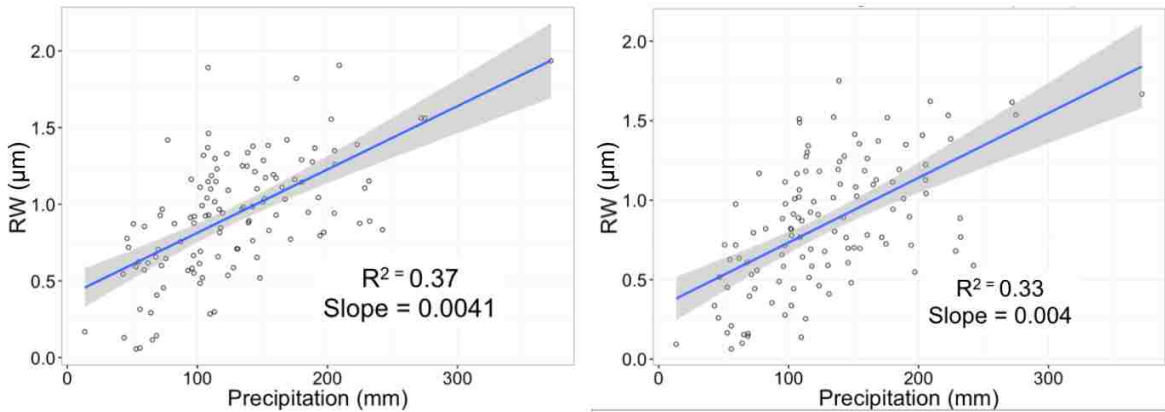 2.0
1.5
1.0
0.5
0.0
RW (µm)
R² = 0.37
Slope = 0.0041
0
100
200
300
Precipitation (mm)
2.0
1.5
1.0
0.5
0.0
RW (µm)
R² = 0.33
Slope = 0.004
0
100
200
300
Precipitation (mm)